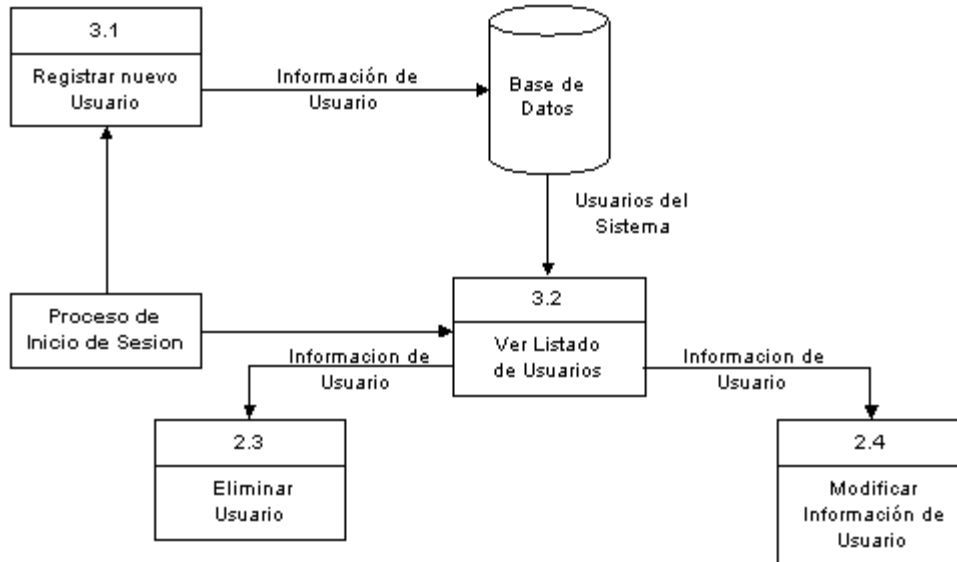 3.1
Registrar nuevo
Usuario
Información de
Usuario
Base de
Datos
Usuarios del
Sistema
Proceso de
Inicio de Sesion
3.2
Ver Listado
de Usuarios
Informacion de
Usuario
Informacion de
Usuario
2.3
Eliminar
Usuario
2.4
Modificar
Información de
Usuario